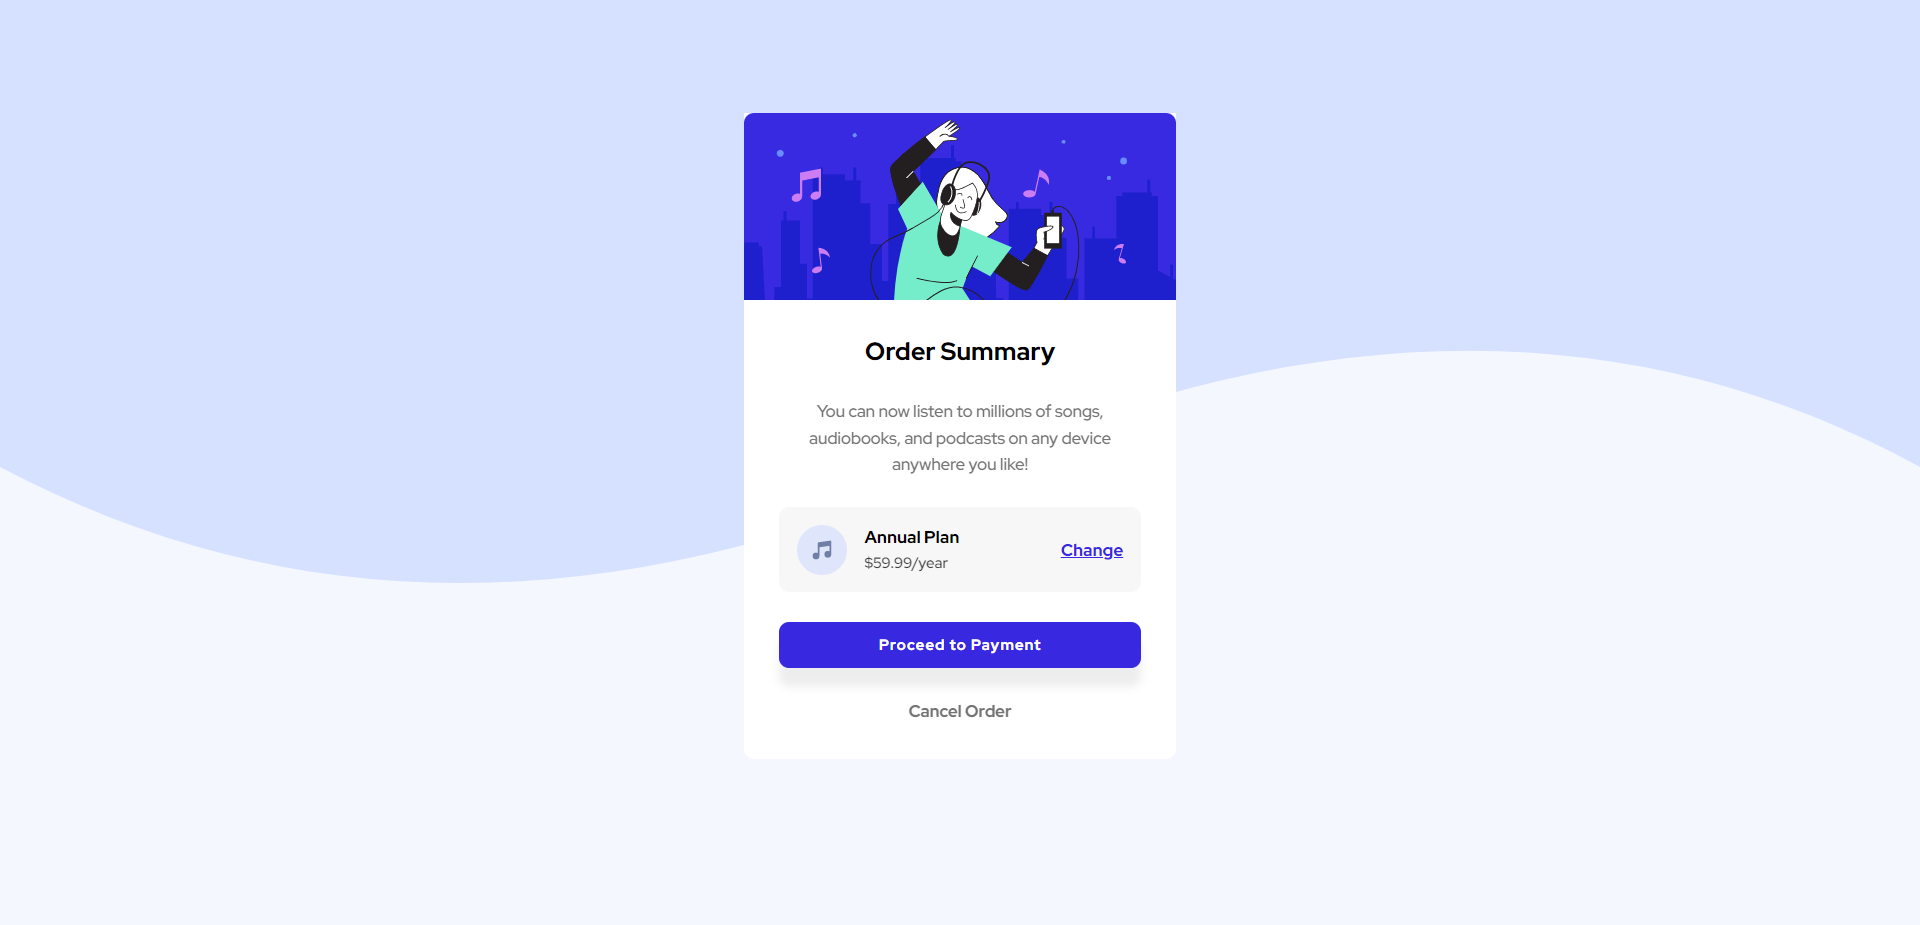 Order Summary
You can now listen to millions of songs,
audiobooks, and podcasts on any device
anywhere you like!
Annual Plan
$59.99/year
Change
Proceed to Payment
Cancel Order